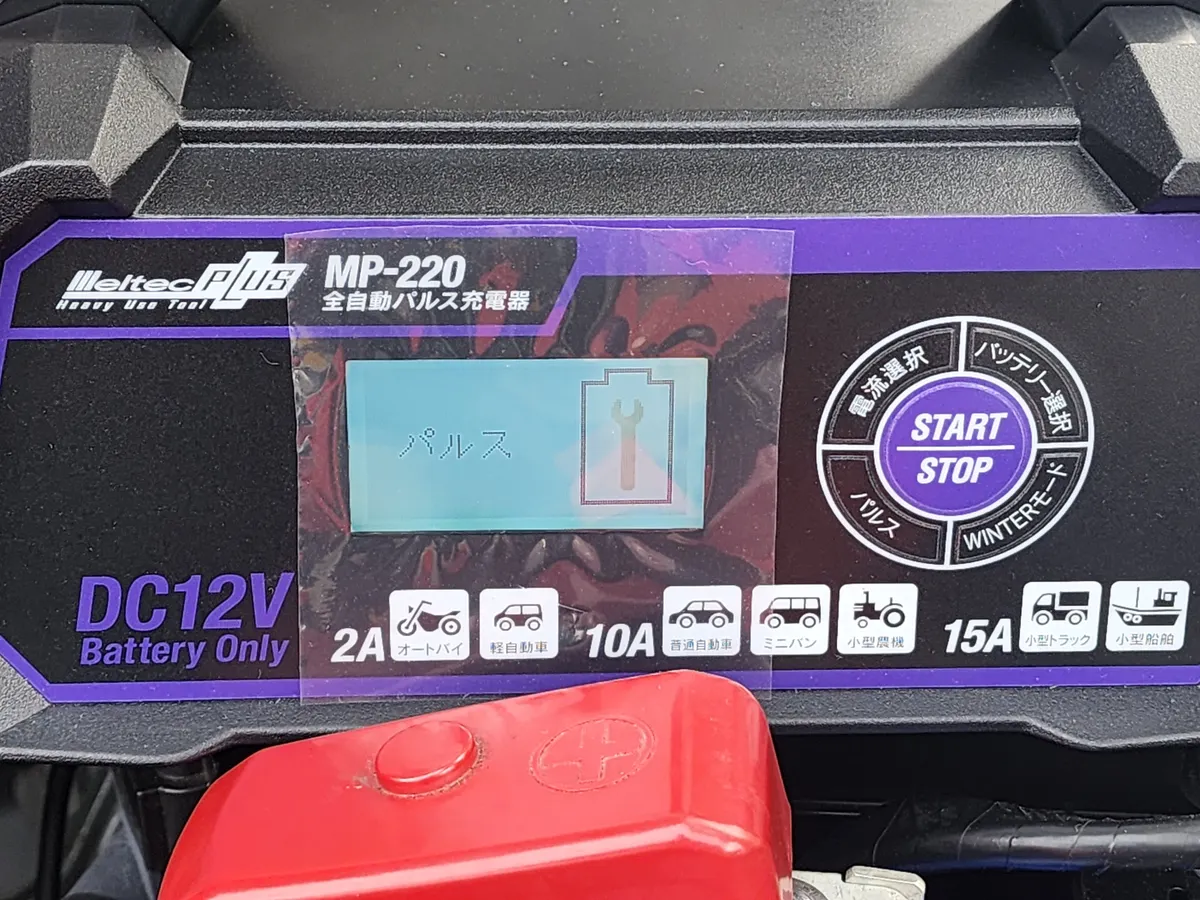 Meltec PLUS
Heavy Use Tool
MP-220
全自動パルス充電器
パルス
電流選択
バッテリー選択
START
STOP
パルス
WINTERモード
DC12V
Battery Only
2A
オートバイ
軽自動車
10A
普通自動車
ミニバン
小型農機
15A
小型トラック
小型船舶
+